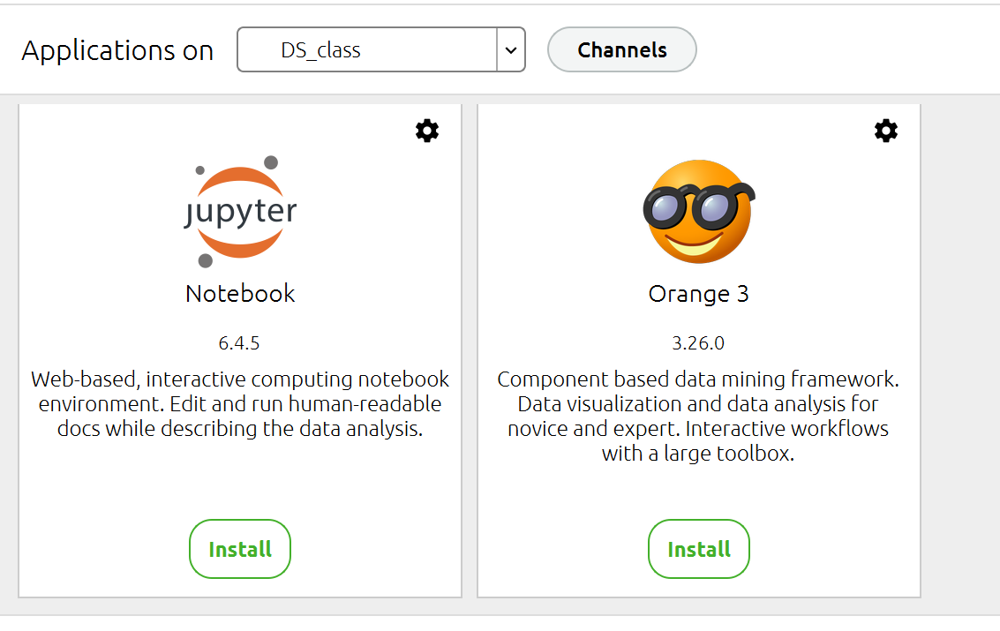 Applications on DS_class Channels
jupyter
Notebook
6.4.5
Web-based, interactive computing notebook
environment. Edit and run human-readable
docs while describing the data analysis.
Install
Orange 3
3.26.0
Component based data mining framework.
Data visualization and data analysis for
novice and expert. Interactive workflows
with a large toolbox.
Install